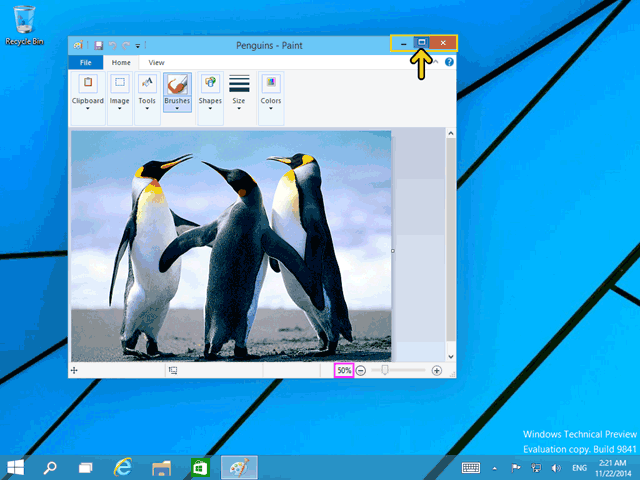 Recycle Bin
Penguins - Paint
File Home View
Clipboard Image Tools Brushes Shapes Size Colors
50%
Windows Technical Preview
Evaluation copy. Build 9841
2:21 AM
11/22/2014